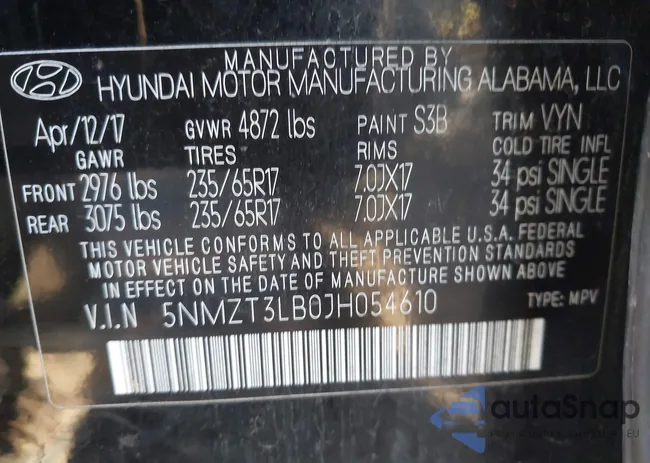 MANUFACTURED BY
HYUNDAI MOTOR MANUFACTURING ALABAMA, LLC
Apr/12/17 GVWR 4872 lbs PAINT S3B TRIM VYN
GAWR TIRES RIMS COLD TIRE INFL
FRONT 2976 lbs 235/65R17 7.0JX17 34 psi SINGLE
REAR 3075 lbs 235/65R17 7.0JX17 34 psi SINGLE
THIS VEHICLE CONFORMS TO ALL APPLICABLE U.S.A. FEDERAL
MOTOR VEHICLE SAFETY AND THEFT PREVENTION STANDARDS
IN EFFECT ON THE DATE OF MANUFACTURE SHOWN ABOVE
V.I.N 5NMZT3LB0JH054610 TYPE: MPV
autoSnap